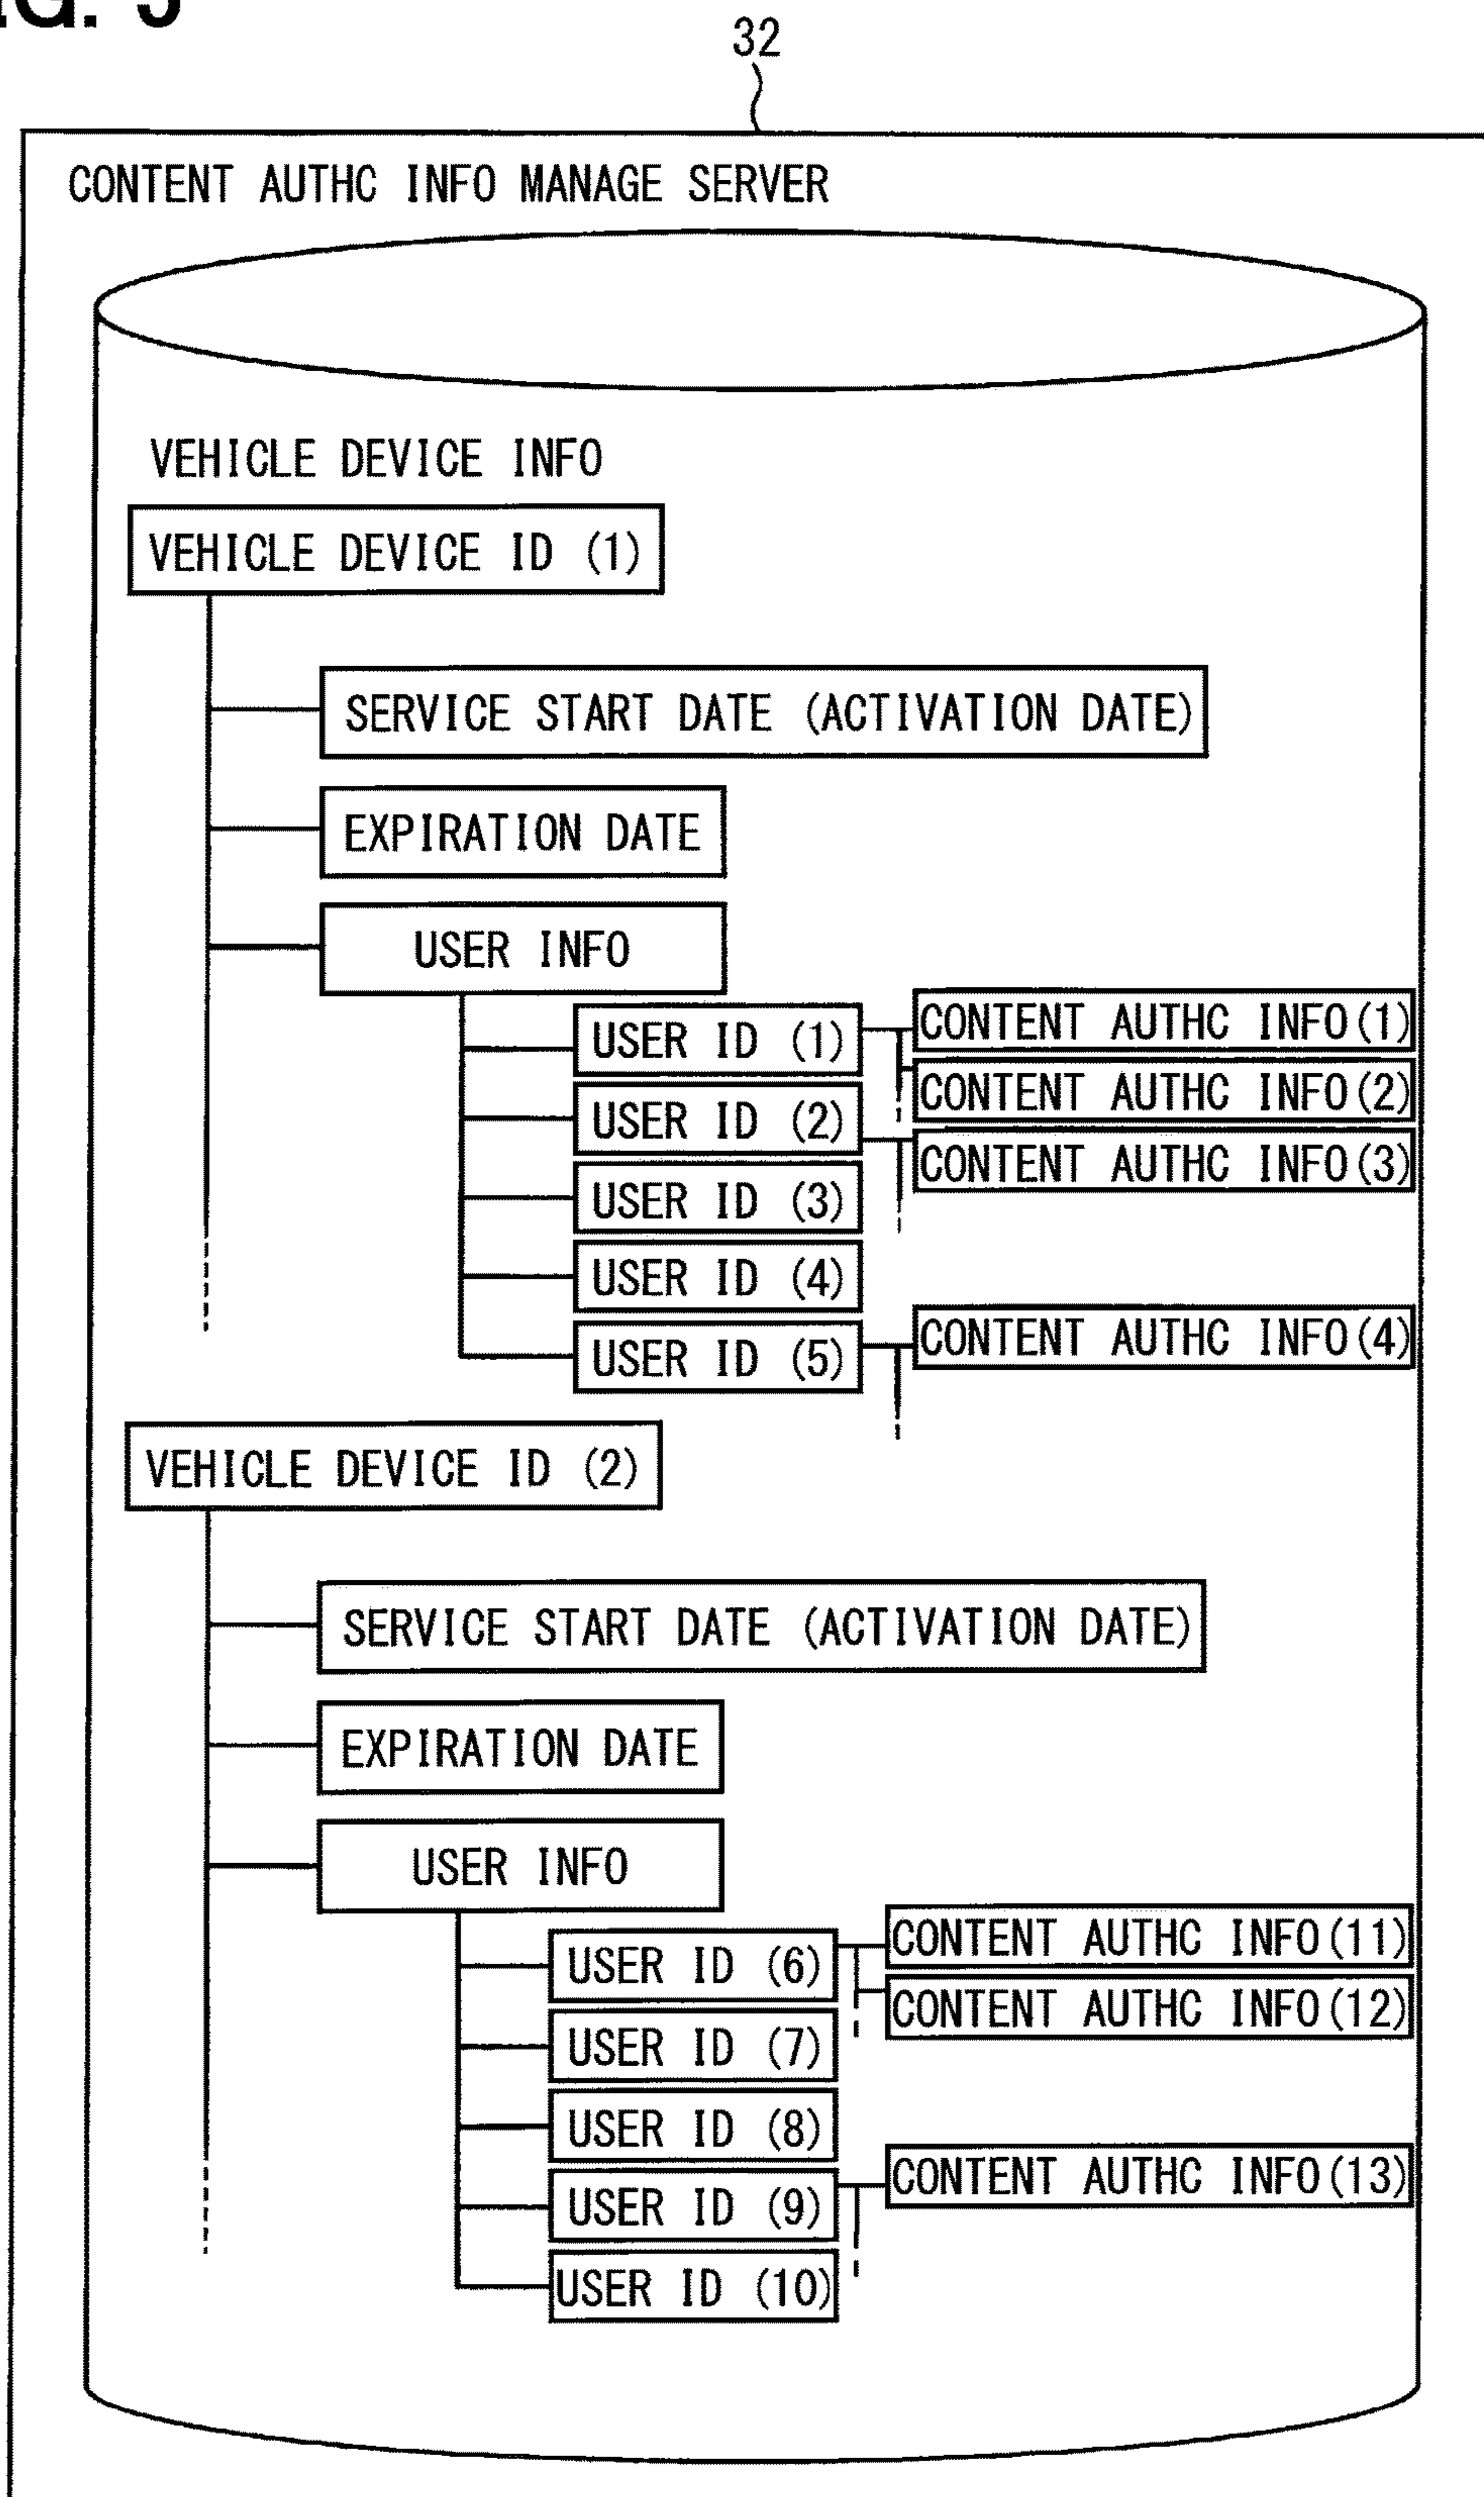 32
CONTENT AUTHC INFO MANAGE SERVER
VEHICLE DEVICE INFO
VEHICLE DEVICE ID (1)
SERVICE START DATE (ACTIVATION DATE)
EXPIRATION DATE
USER INFO
USER ID (1)
CONTENT AUTHC INFO(1)
CONTENT AUTHC INFO(2)
USER ID (2)
CONTENT AUTHC INFO(3)
USER ID (3)
USER ID (4)
USER ID (5)
CONTENT AUTHC INFO(4)
VEHICLE DEVICE ID (2)
SERVICE START DATE (ACTIVATION DATE)
EXPIRATION DATE
USER INFO
USER ID (6)
CONTENT AUTHC INFO(11)
CONTENT AUTHC INFO(12)
USER ID (7)
USER ID (8)
USER ID (9)
CONTENT AUTHC INFO(13)
USER ID (10)